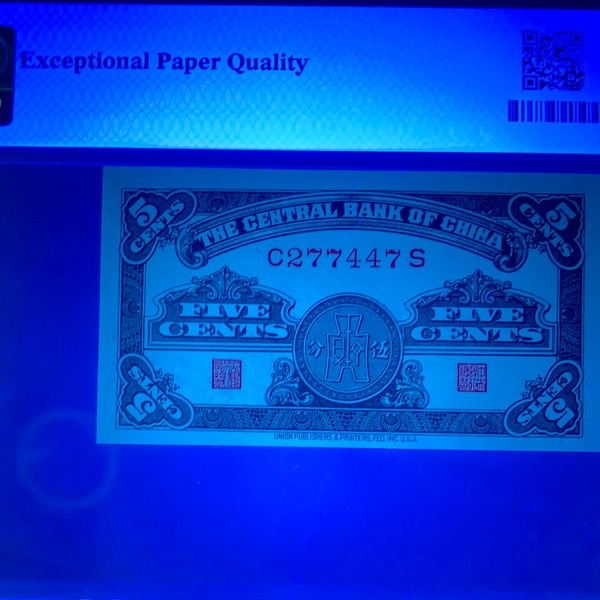 Exceptional Paper Quality
5 CENTS
5 CENTS
THE CENTRAL BANK OF CHINA
C277447S
FIVE CENTS
FIVE CENTS
分 伍
CENTS 5
CENTS 5
UNION PUBLISHERS & PRINTERS, FED. INC. U.S.A.